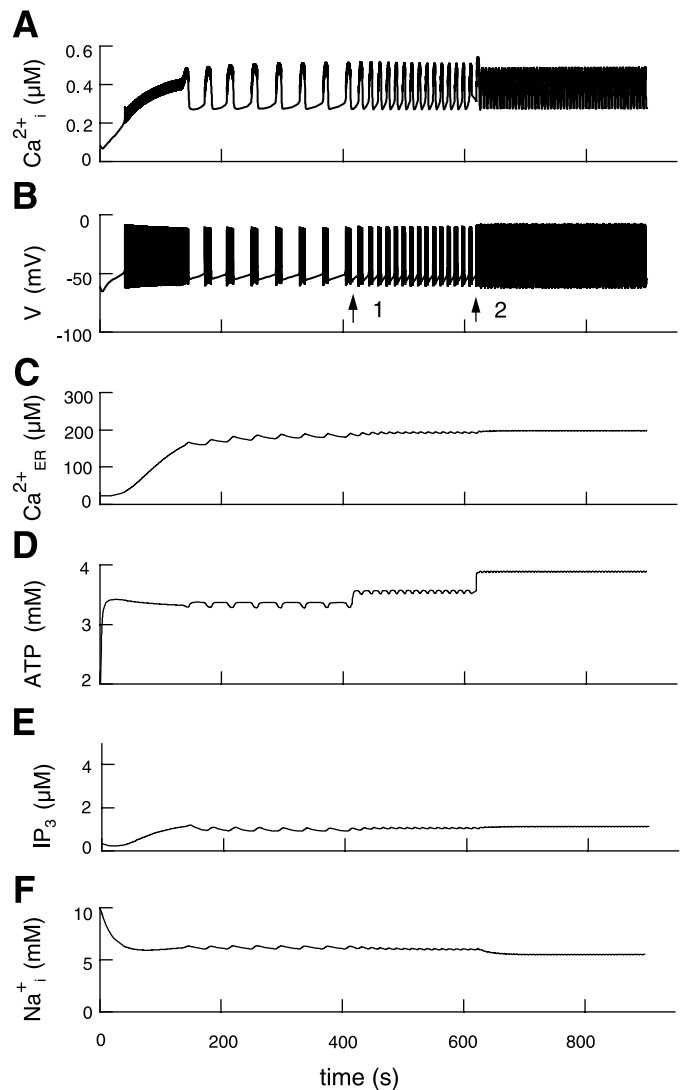 A
0.6
0.4
0.2
0
Ca2+i (µM)
B
0
-50
-100
V (mV)
1
2
C
300
200
100
0
Ca2+ER (µM)
D
4
3
2
ATP (mM)
E
4
2
0
IP3 (µM)
F
10
5
0
Na+i (mM)
0
200
400
600
800
time (s)